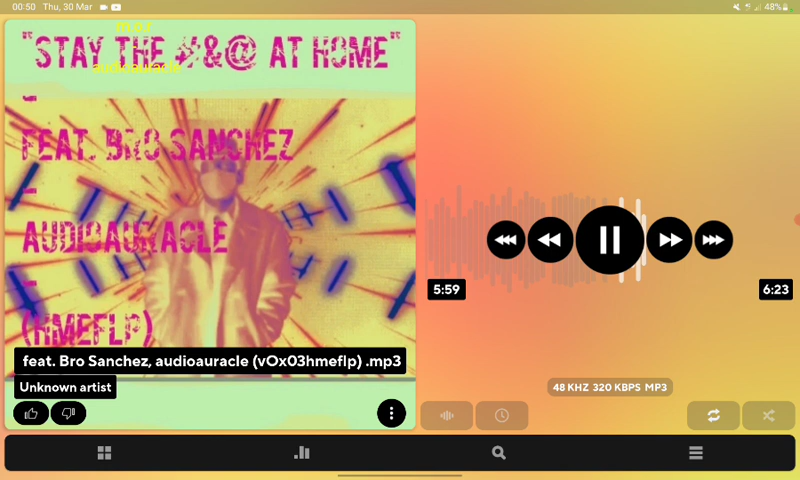 00:50 Thu, 30 Mar
48%
m.o.r
audioauracle
"STAY THE #&@ AT HOME"
-
FEAT. BRO SANCHEZ
-
AUDIOAURACLE
-
(HMEFLP)
feat. Bro Sanchez, audioauracle (vOx03hmeflp) .mp3
Unknown artist
5:59
6:23
48 KHZ 320 KBPS MP3